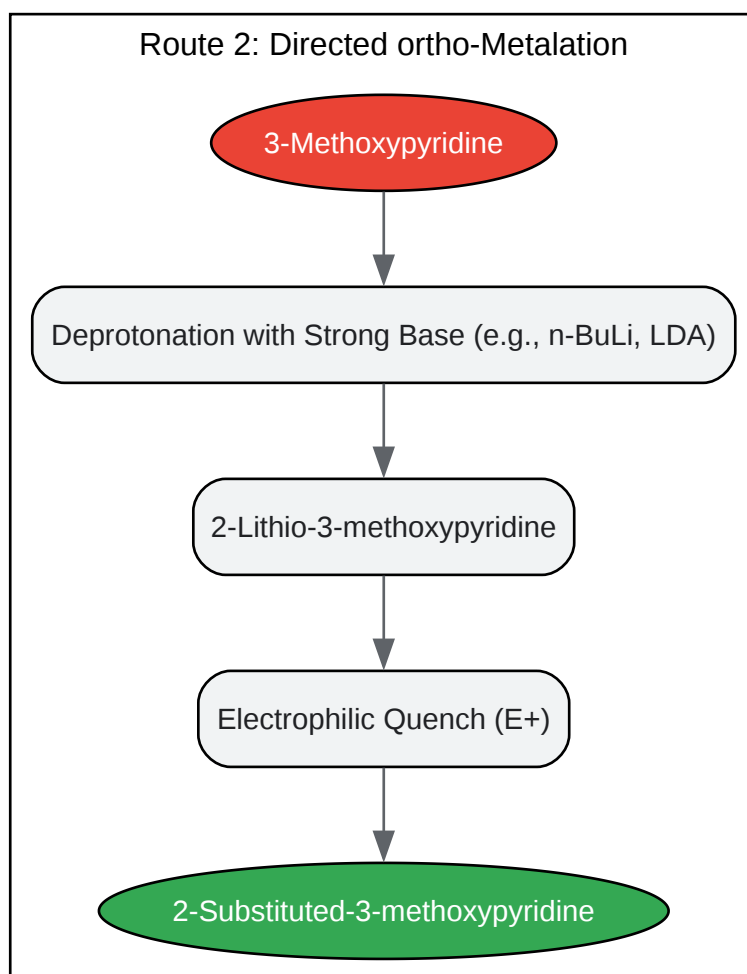 Route 2: Directed ortho-Metalation
3-Methoxypyridine
Deprotonation with Strong Base (e.g., n-BuLi, LDA)
2-Lithio-3-methoxypyridine
Electrophilic Quench (E+)
2-Substituted-3-methoxypyridine